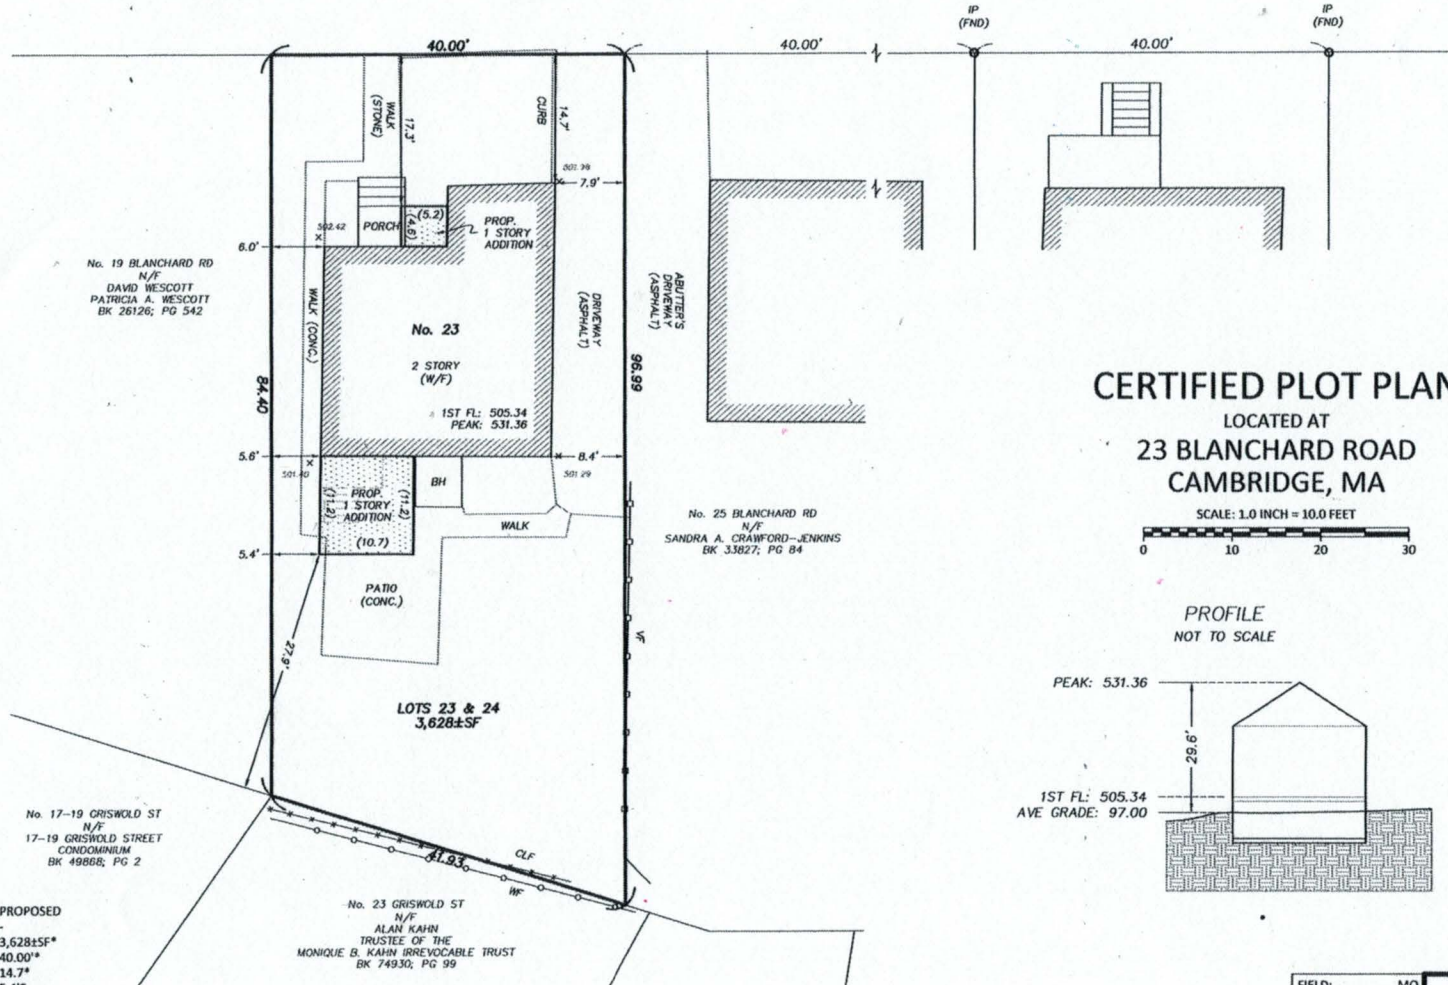 IP
(FND)
IP
(FND)
40.00'
40.00'
40.00'
WALK
(STONE)
17.3'
CURB
14.7'
501.39
7.9'
(5.2)
(4.6)
PORCH
PROP.
1 STORY
ADDITION
502.42
6.0'
No. 19 BLANCHARD RD
N/F
DAVID WESCOTT
PATRICIA A. WESCOTT
BK 26126; PG 542
WALK (CONC.)
No. 23
2 STORY
(W/F)
1ST FL: 505.34
PEAK: 531.36
DRIVEWAY
(ASPHALT)
ABUTTER'S
DRIVEWAY
(ASPHALT)
84.40
96.99
5.6'
8.4'
501.29
BH
PROP.
1 STORY
ADDITION
(11.2)
(11.2)
(10.7)
WALK
5.4'
PATIO
(CONC.)
27.9'
VF
No. 25 BLANCHARD RD
N/F
SANDRA A. CRAWFORD-JENKINS
BK 33827; PG 84
LOTS 23 & 24
3,628±SF
41.93
CLF
WF
No. 17-19 GRISWOLD ST
N/F
17-19 GRISWOLD STREET
CONDOMINIUM
BK 49868; PG 2
No. 23 GRISWOLD ST
N/F
ALAN KAHN
TRUSTEE OF THE
MONIQUE B. KAHN IRREVOCABLE TRUST
BK 74930; PG 99
PROPOSED
3,628±SF*
40.00'*
14.7*
CERTIFIED PLOT PLAN
LOCATED AT
23 BLANCHARD ROAD
CAMBRIDGE, MA
SCALE: 1.0 INCH = 10.0 FEET
0 10 20 30
PROFILE
NOT TO SCALE
PEAK: 531.36
29.6'
1ST FL: 505.34
AVE GRADE: 97.00
FIELD: MO